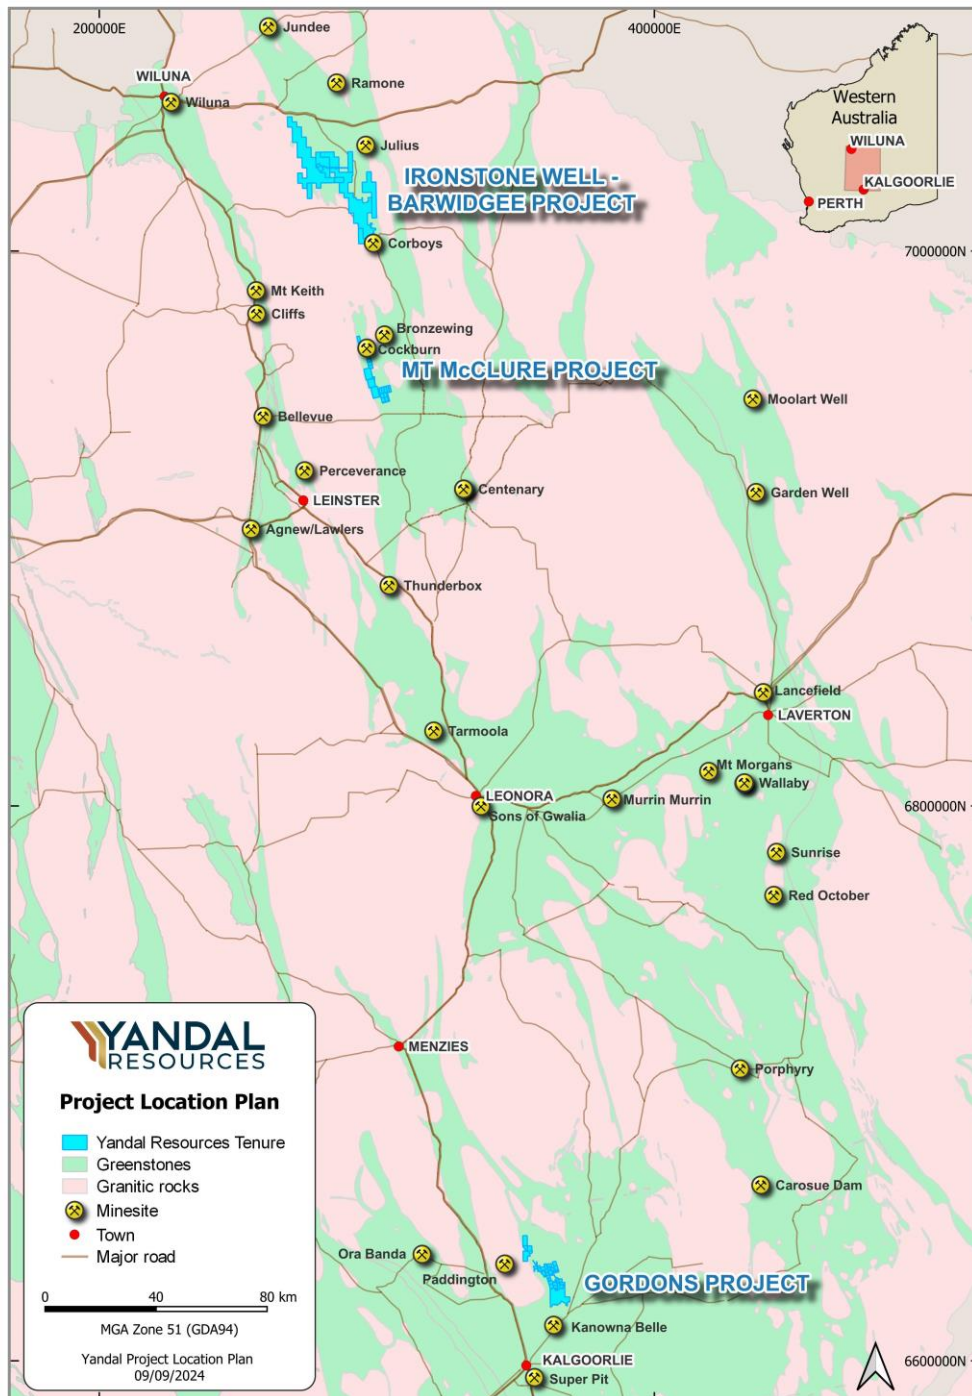 200000E
400000E
Jundee
WILUNA
Wiluna
Ramone
Julius
IRONSTONE WELL -
BARWIDGEE PROJECT
Corboys
Western
Australia
WILUNA
KALGOORLIE
PERTH
7000000N
Mt Keith
Cliffs
Bronzewing
Cockburn
MT McCLURE PROJECT
Moolart Well
Bellevue
Perceverance
LEINSTER
Centenary
Garden Well
Agnew/Lawlers
Thunderbox
Lancefield
LAVERTON
Tarmoola
Mt Morgans
Wallaby
LEONORA
Sons of Gwalia
Murrin Murrin
6800000N
Sunrise
Red October
MENZIES
Porphyry
Carosue Dam
Ora Banda
Paddington
GORDONS PROJECT
Kanowna Belle
KALGOORLIE
Super Pit
6600000N
YANDAL
RESOURCES
Project Location Plan
Yandal Resources Tenure
Greenstones
Granitic rocks
Minesite
Town
Major road
0 40 80 km
MGA Zone 51 (GDA94)
Yandal Project Location Plan
09/09/2024